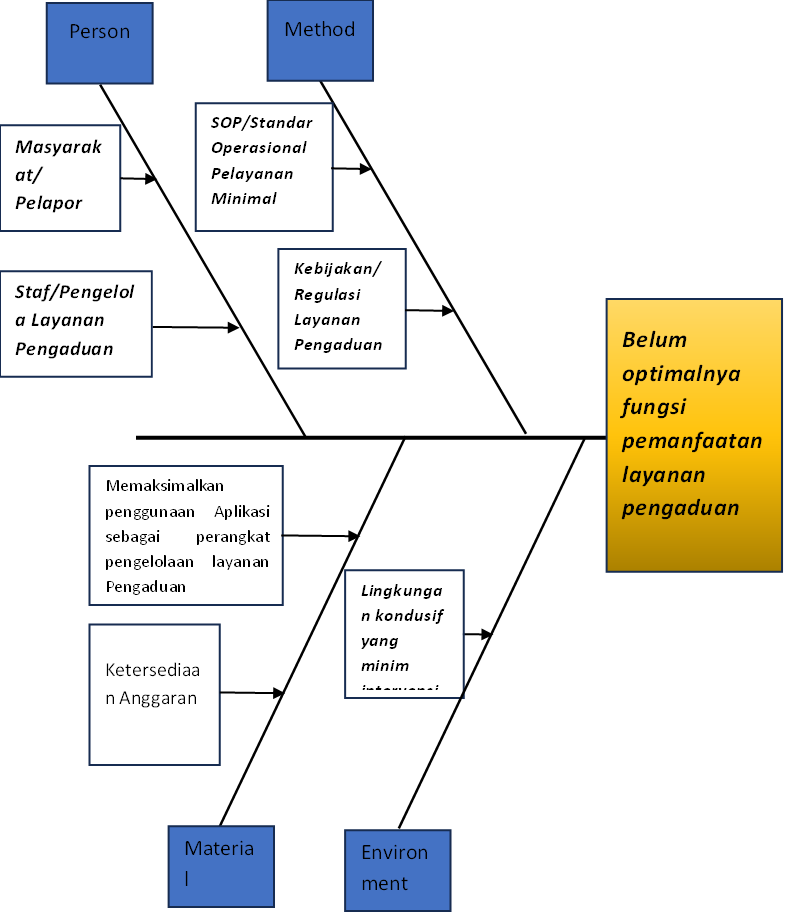 Person
Method
Masyarak
at/
Pelapor
SOP/Standar
Operasional
Pelayanan
Minimal
Staf/Pengelol
a Layanan
Pengaduan
Kebijakan/
Regulasi
Layanan
Pengaduan
Belum
optimalnya
fungsi
pemanfaatan
layanan
pengaduan
Memaksimalkan
penggunaan Aplikasi
sebagai perangkat
pengelolaan layanan
Pengaduan
Lingkunga
n kondusif
yang
minim
Ketersediaa
n Anggaran
Materia
l
Environ
ment